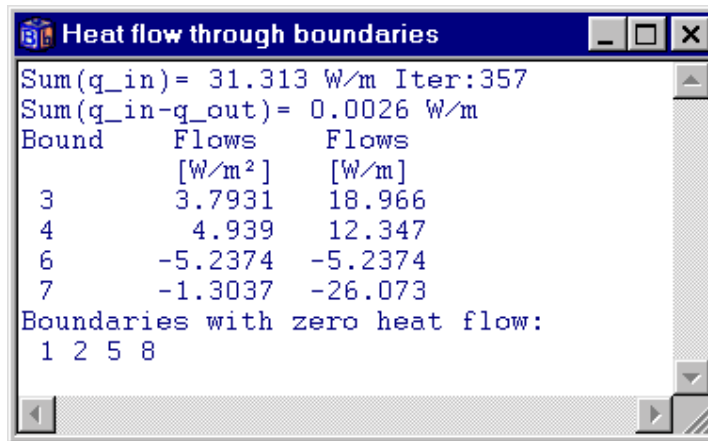 Heat flow through boundaries
Sum(q_in)= 31.313 W/m Iter:357
Sum(q_in-q_out)= 0.0026 W/m
Bound Flows Flows
[W/m²] [W/m]
3 3.7931 18.966
4 4.939 12.347
6 -5.2374 -5.2374
7 -1.3037 -26.073
Boundaries with zero heat flow:
1 2 5 8